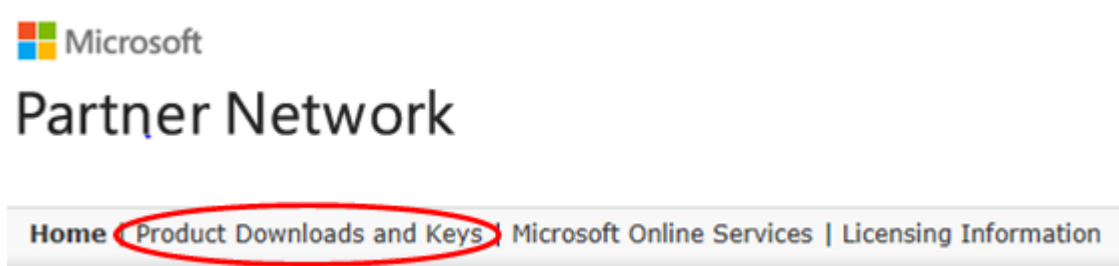 Microsoft
Partner Network
Home | Product Downloads and Keys | Microsoft Online Services | Licensing Information